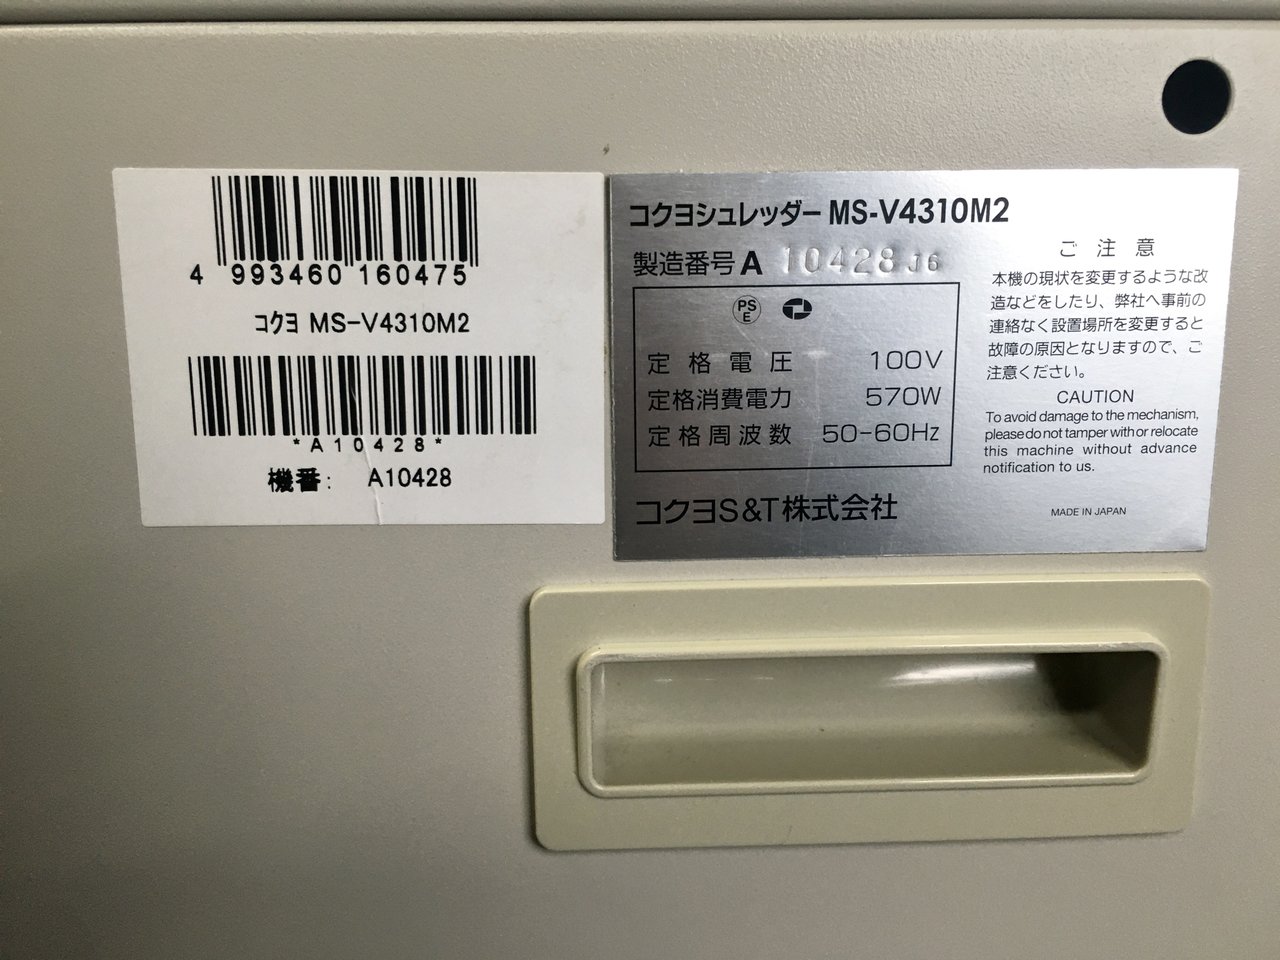 4 993460 160475
ｺｸﾖ MS-V4310M2
*A10428*
機番: A10428
コクヨシュレッダー MS-V4310M2
製造番号 A 10428J6
PS
E
定格電圧 100V
定格消費電力 570W
定格周波数 50-60Hz
コクヨS&T株式会社
ご注意
本機の現状を変更するような改
造などをしたり、弊社へ事前の
連絡なく設置場所を変更すると
故障の原因となりますので、ご
注意ください。
CAUTION
To avoid damage to the mechanism,
please do not tamper with or relocate
this machine without advance
notification to us.
MADE IN JAPAN